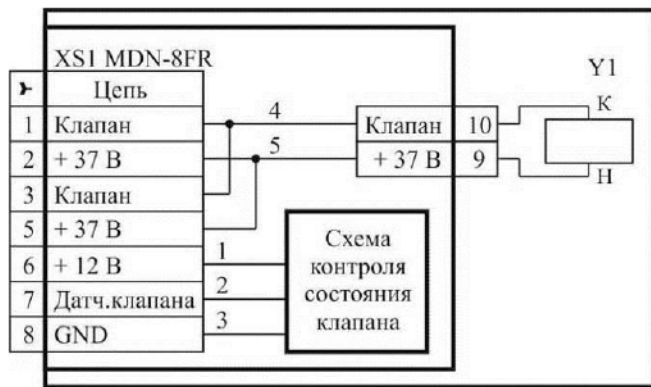 XS1 MDN-8FR
Y1
Цепь
1 Клапан 4 Клапан 10 К
2 + 37 В 5 + 37 В 9 Н
3 Клапан
5 + 37 В
6 + 12 В 1
7 Датч.клапана 2
8 GND 3
Схема
контроля
состояния
клапана